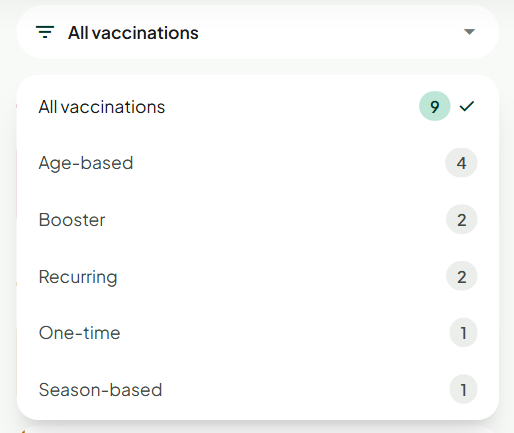 All vaccinations
All vaccinations 9
Age-based 4
Booster 2
Recurring 2
One-time 1
Season-based 1